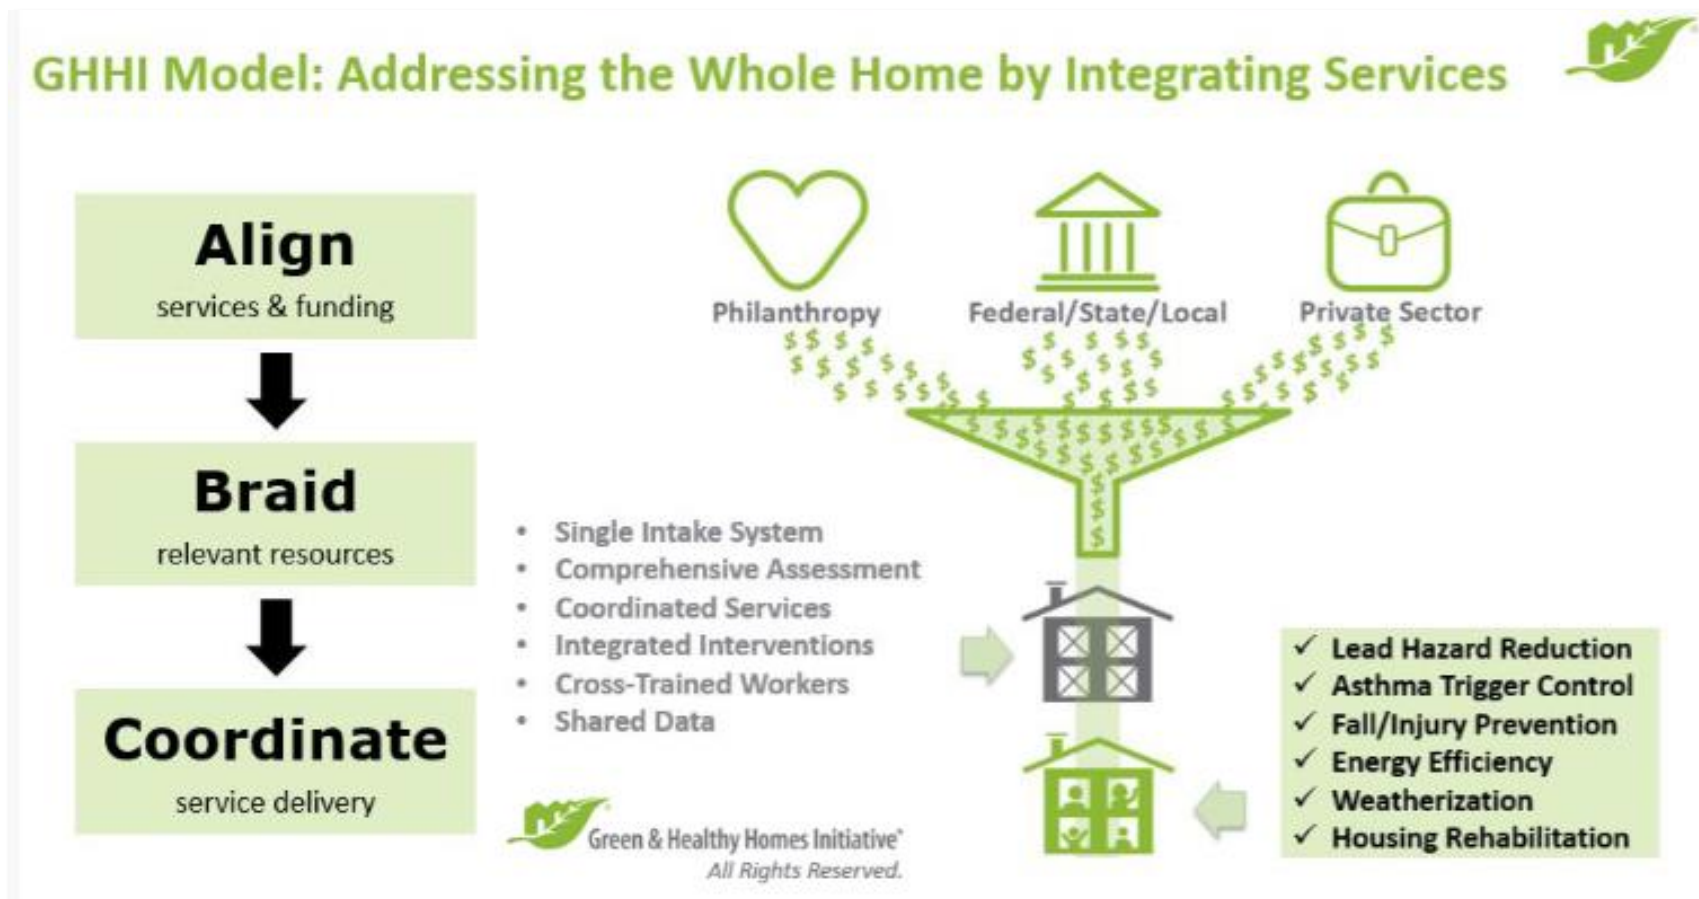 GHHI Model: Addressing the Whole Home by Integrating Services
Align
services & funding
Braid
relevant resources
Coordinate
service delivery
Philanthropy
Federal/State/Local
Private Sector
• Single Intake System
• Comprehensive Assessment
• Coordinated Services
• Integrated Interventions
• Cross-Trained Workers
• Shared Data
✓ Lead Hazard Reduction
✓ Asthma Trigger Control
✓ Fall/Injury Prevention
✓ Energy Efficiency
✓ Weatherization
✓ Housing Rehabilitation
Green & Healthy Homes Initiative
All Rights Reserved.